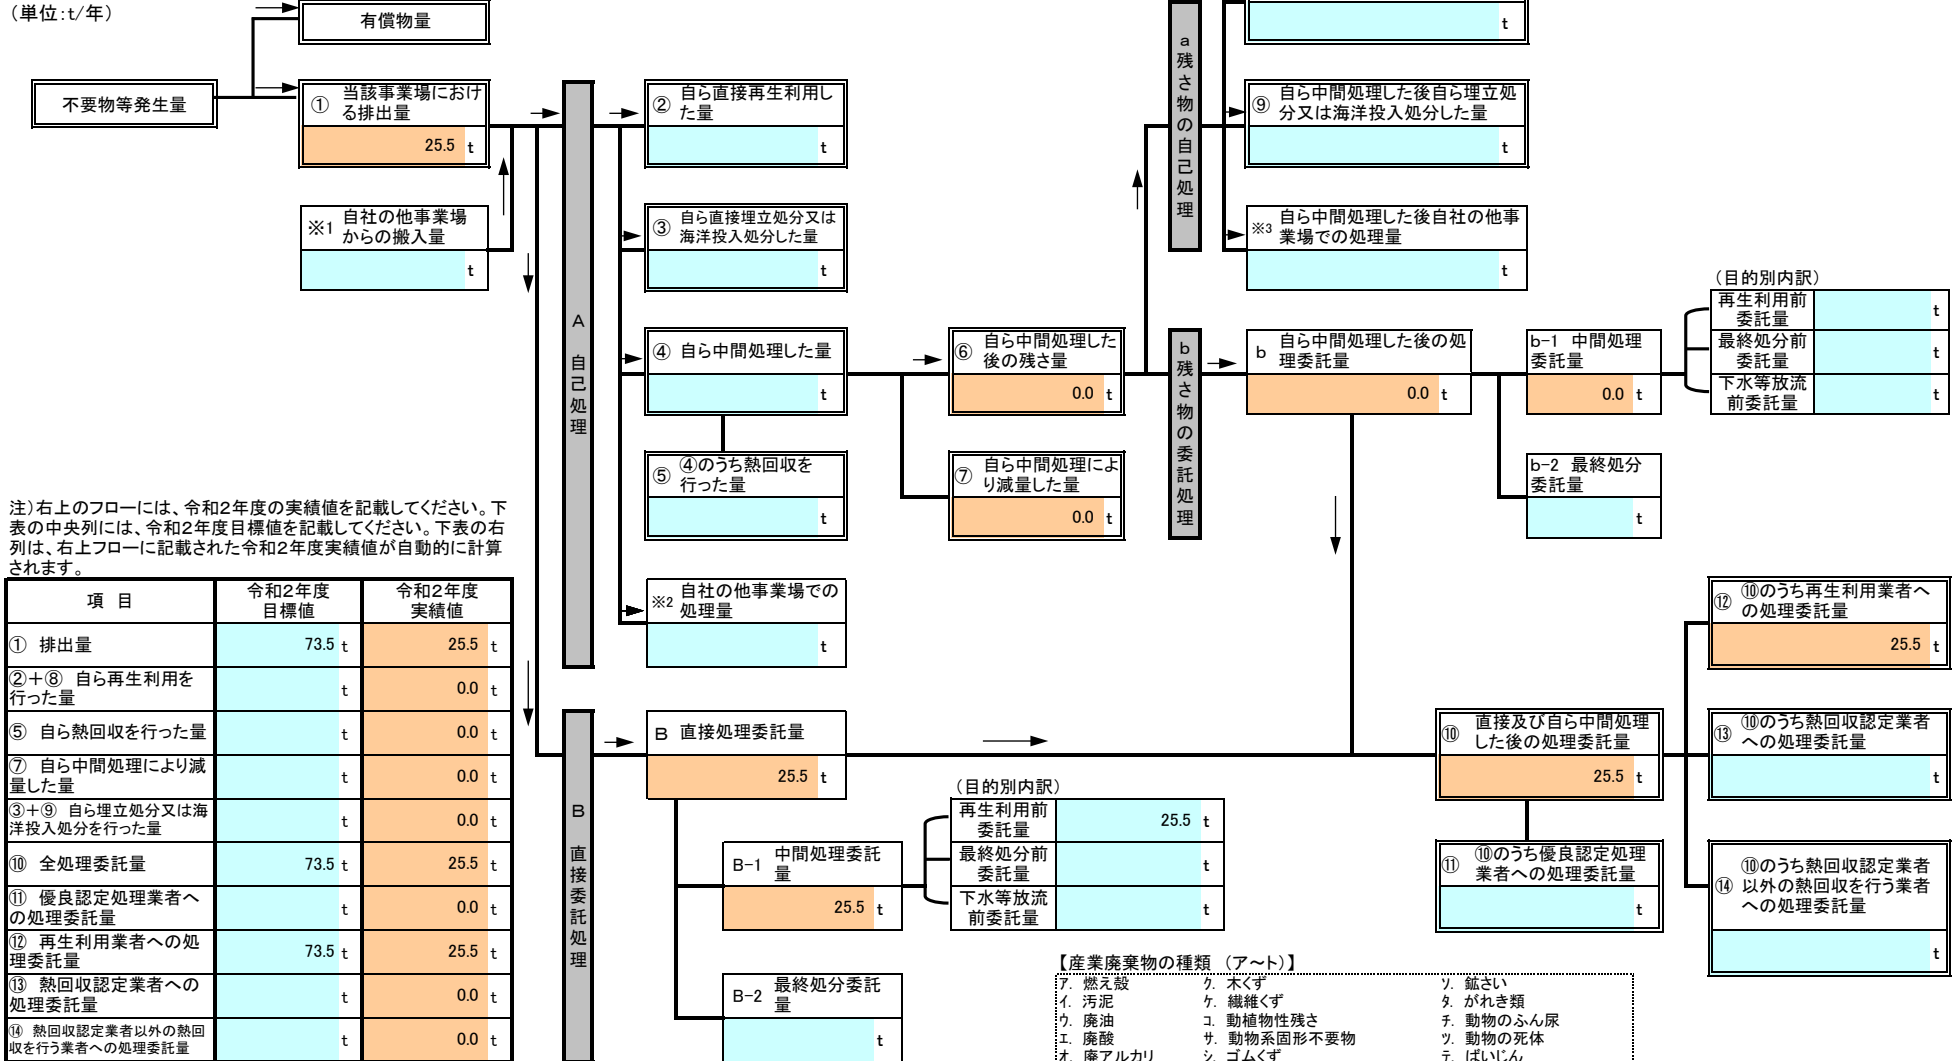 (単位:t/年)
有償物量
不要物等発生量
① 当該事業場におけ
る排出量
25.5 t
※1 自社の他事業場
からの搬入量
t
A 自己処理
② 自ら直接再生利用し
た量
t
③ 自ら直接埋立処分又は
海洋投入処分した量
t
④ 自ら中間処理した量
t
⑤ ④のうち熱回収を
行った量
t
※2 自社の他事業場での
処理量
t
⑥ 自ら中間処理した
後の残さ量
0.0 t
⑦ 自ら中間処理によ
り減量した量
0.0 t
a 残さ物の自己処理
t
⑨ 自ら中間処理した後自ら埋立処
分又は海洋投入処分した量
t
※3 自ら中間処理した後自社の他事
業場での処理量
t
b 残さ物の委託処理
b 自ら中間処理した後の処
理委託量
0.0 t
b-1 中間処理
委託量
0.0 t
(目的別内訳)
再生利用前
委託量
t
最終処分前
委託量
t
下水等放流
前委託量
t
b-2 最終処分
委託量
t
注)右上のフローには、令和2年度の実績値を記載してください。下
表の中央列には、令和2年度目標値を記載してください。下表の右
列は、右上フローに記載された令和2年度実績値が自動的に計算
されます。
項 目
令和2年度
目標値
令和2年度
実績値
① 排出量 73.5 t 25.5 t
②+⑧ 自ら再生利用を
行った量 t 0.0 t
⑤ 自ら熱回収を行った量 t 0.0 t
⑦ 自ら中間処理により減
量した量 t 0.0 t
③+⑨ 自ら埋立処分又は海
洋投入処分を行った量 t 0.0 t
⑩ 全処理委託量 73.5 t 25.5 t
⑪ 優良認定処理業者へ
の処理委託量 t 0.0 t
⑫ 再生利用業者への処
理委託量 73.5 t 25.5 t
⑬ 熱回収認定業者への
処理委託量 t 0.0 t
⑭ 熱回収認定業者以外の熱回
収を行う業者への処理委託量 t 0.0 t
B 直接委託処理
B 直接処理委託量
25.5 t
B-1 中間処理委託
量
25.5 t
(目的別内訳)
再生利用前
委託量
25.5 t
最終処分前
委託量
t
下水等放流
前委託量
t
B-2 最終処分委託
量
t
⑩ 直接及び自ら中間処理
した後の処理委託量
25.5 t
⑪ ⑩のうち優良認定処理
業者への処理委託量
t
⑫ ⑩のうち再生利用業者へ
の処理委託量
25.5 t
⑬ ⑩のうち熱回収認定業者
への処理委託量
t
⑭ ⑩のうち熱回収認定業者
以外の熱回収を行う業者
への処理委託量
t
【産業廃棄物の種類 (ア~ト)】
ア. 燃え殻 ク. 木くず ソ. 鉱さい
イ. 汚泥 ケ. 繊維くず タ. がれき類
ウ. 廃油 コ. 動植物性残さ チ. 動物のふん尿
エ. 廃酸 サ. 動物系固形不要物 ツ. 動物の死体
オ. 廃アルカリ シ. ゴムくず テ. ばいじん